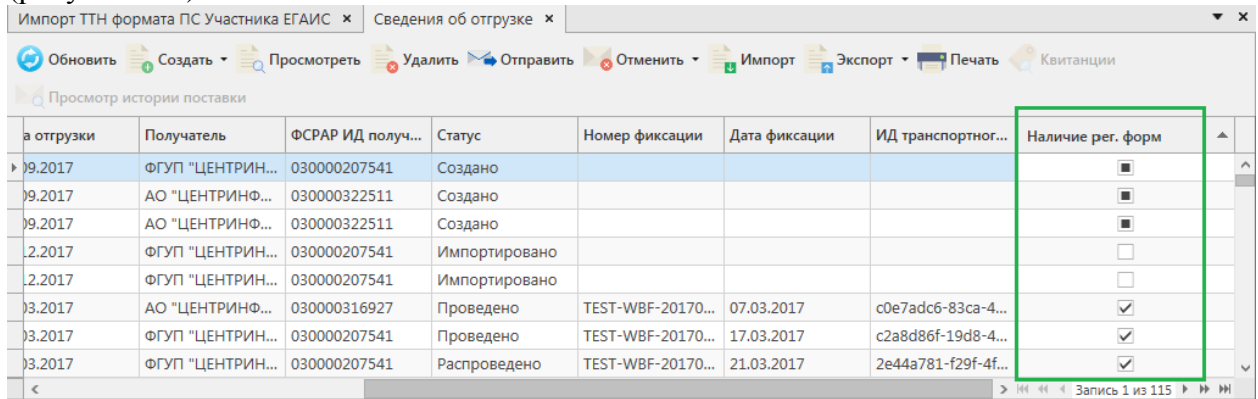 Импорт ТТН формата ПС Участника ЕГАИС × Сведения об отгрузке ×
Обновить Создать Просмотреть Удалить Отправить Отменить Импорт Экспорт Печать Квитанции
Просмотр истории поставки
а отгрузки Получатель ФСРАР ИД получ... Статус Номер фиксации Дата фиксации ИД транспортног... Наличие рег. форм
09.2017 ФГУП "ЦЕНТРИН... 030000207541 Создано
09.2017 АО "ЦЕНТРИНФ... 030000322511 Создано
09.2017 АО "ЦЕНТРИНФ... 030000322511 Создано
12.2017 ФГУП "ЦЕНТРИН... 030000207541 Импортировано
12.2017 ФГУП "ЦЕНТРИН... 030000207541 Импортировано
03.2017 АО "ЦЕНТРИНФ... 030000316927 Проведено TEST-WBF-20170... 07.03.2017 c0e7adc6-83ca-4...
03.2017 ФГУП "ЦЕНТРИН... 030000207541 Проведено TEST-WBF-20170... 17.03.2017 c2a8d86f-19d8-4...
03.2017 ФГУП "ЦЕНТРИН... 030000207541 Распроведено TEST-WBF-20170... 21.03.2017 2e44a781-f29f-4f...
Запись 1 из 115